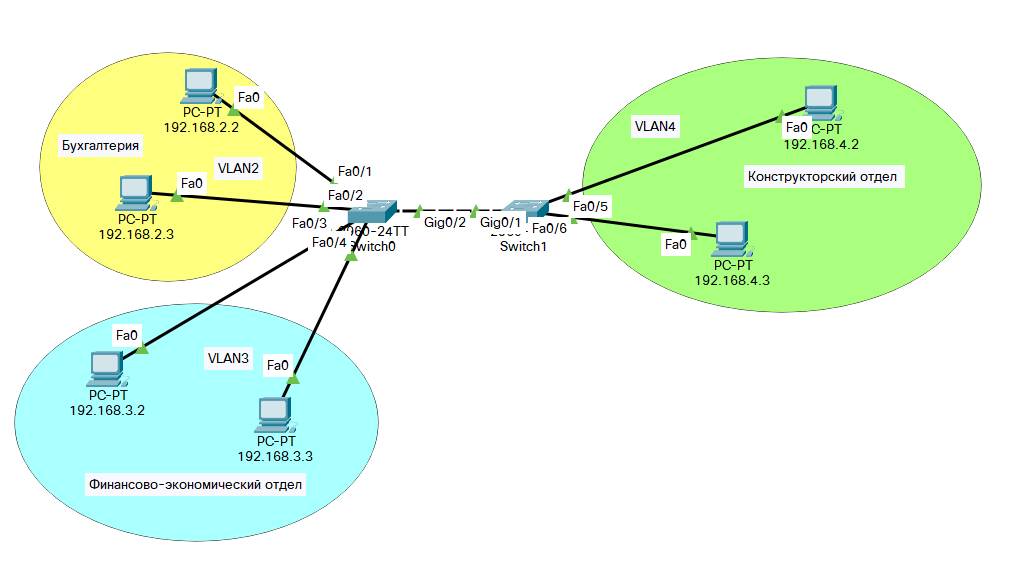 Fa0
PC-PT
192.168.2.2
Бухгалтерия
VLAN2
Fa0
PC-PT
192.168.2.3
Fa0/1
Fa0/2
Fa0/3
Fa0/4
960-24TT
Switch0
Gig0/2
Gig0/1
Fa0/5
Fa0/6
Switch1
VLAN4
Fa0
C-PT
192.168.4.2
Конструкторский отдел
Fa0
PC-PT
192.168.4.3
Fa0
PC-PT
192.168.3.2
VLAN3
Fa0
PC-PT
192.168.3.3
Финансово-экономический отдел